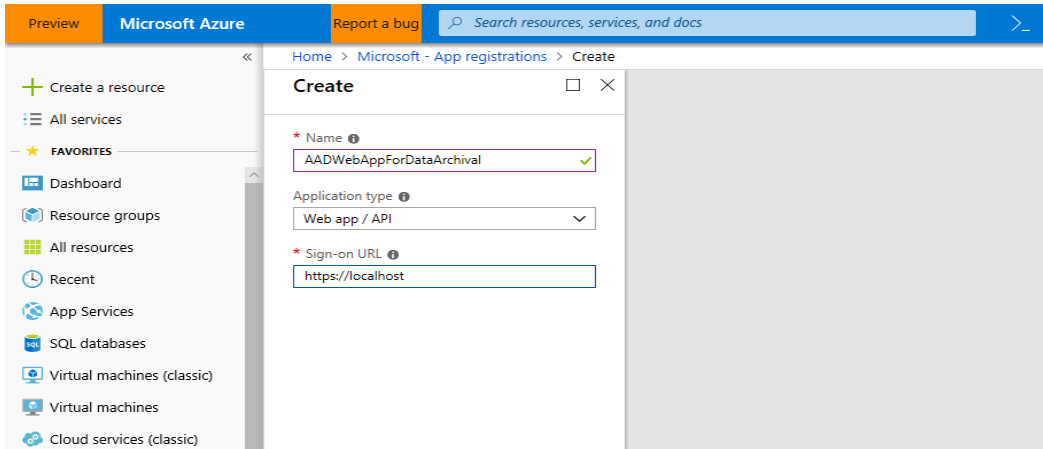 Preview Microsoft Azure Report a bug Search resources, services, and docs
Home > Microsoft - App registrations > Create
Create
* Name
AADWebAppForDataArchival
Application type
Web app / API
* Sign-on URL
https://localhost
Create a resource
All services
FAVORITES
Dashboard
Resource groups
All resources
Recent
App Services
SQL databases
Virtual machines (classic)
Virtual machines
Cloud services (classic)